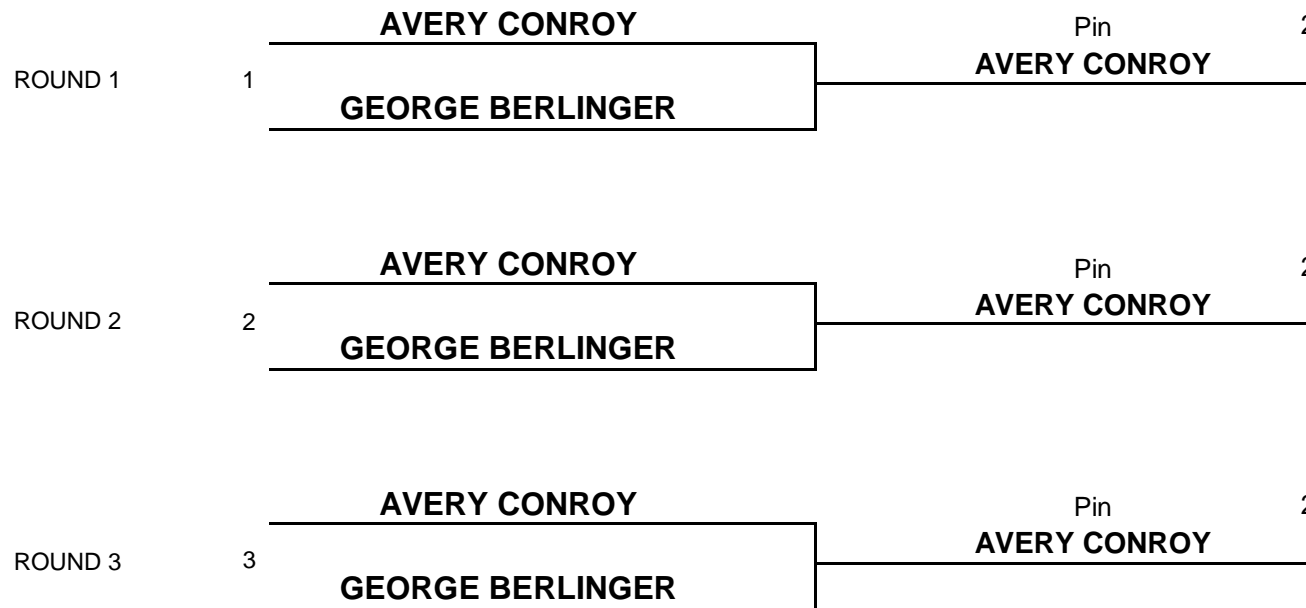 AVERY CONROY
Pin
ROUND 1 1 AVERY CONROY
GEORGE BERLINGER
AVERY CONROY
Pin
ROUND 2 2 AVERY CONROY
GEORGE BERLINGER
AVERY CONROY
Pin
ROUND 3 3 AVERY CONROY
GEORGE BERLINGER